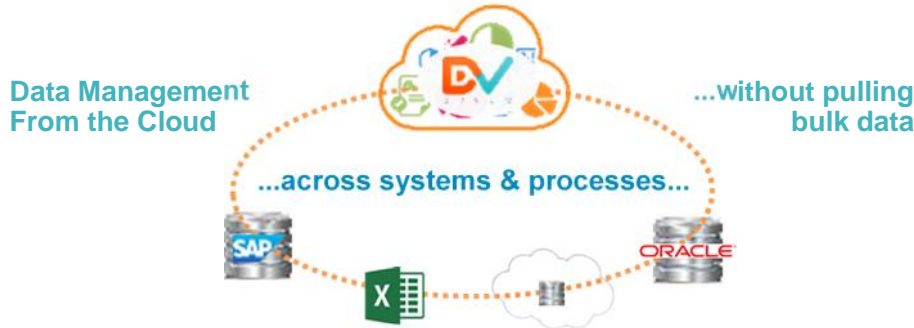 DV
Data Management
From the Cloud
...without pulling
bulk data
...across systems & processes...
SAP
ORACLE
X